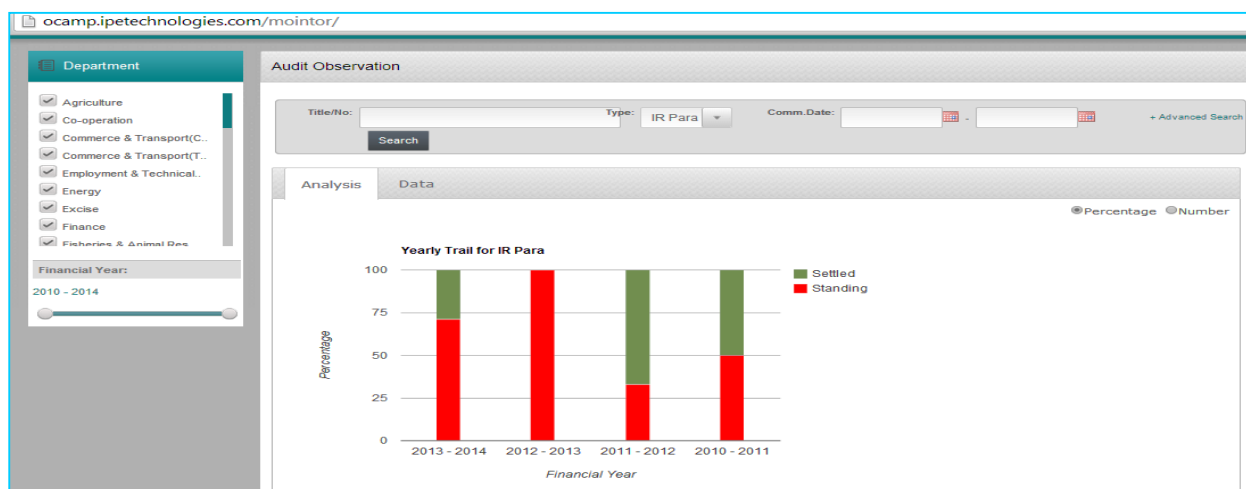 ocamp.ipetechnologies.com/mointor/
Department
Agriculture
Co-operation
Commerce & Transport(C..
Commerce & Transport(T..
Employment & Technical..
Energy
Excise
Finance
Fisheries & Animal Res
Financial Year:
2010 - 2014
Audit Observation
Title/No: Type: IR Para Comm.Date: - + Advanced Search
Search
Analysis Data
Percentage Number
Yearly Trail for IR Para
100
75
50
25
0
Percentage
Settled
Standing
2013 - 2014 2012 - 2013 2011 - 2012 2010 - 2011
Financial Year